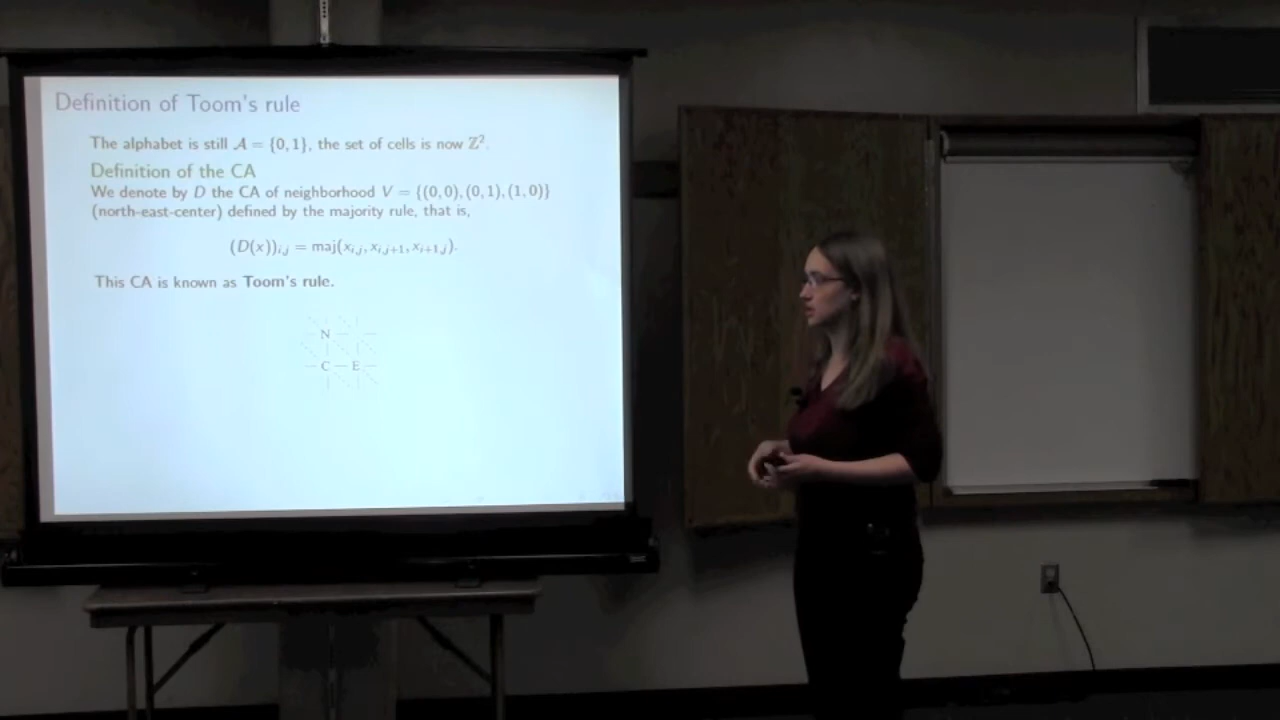 Definition of Toom's rule
The alphabet is still 𝒜 = {0, 1}, the set of cells is now ℤ².
Definition of the CA
We denote by D the CA of neighborhood V = {(0, 0), (0, 1), (1, 0)}
(north-east-center) defined by the majority rule, that is,
(D(x))ᵢ,ⱼ = maj(xᵢ,ⱼ, xᵢ,ⱼ₊₁, xᵢ₊₁,ⱼ).
This CA is known as Toom's rule.
N
C E